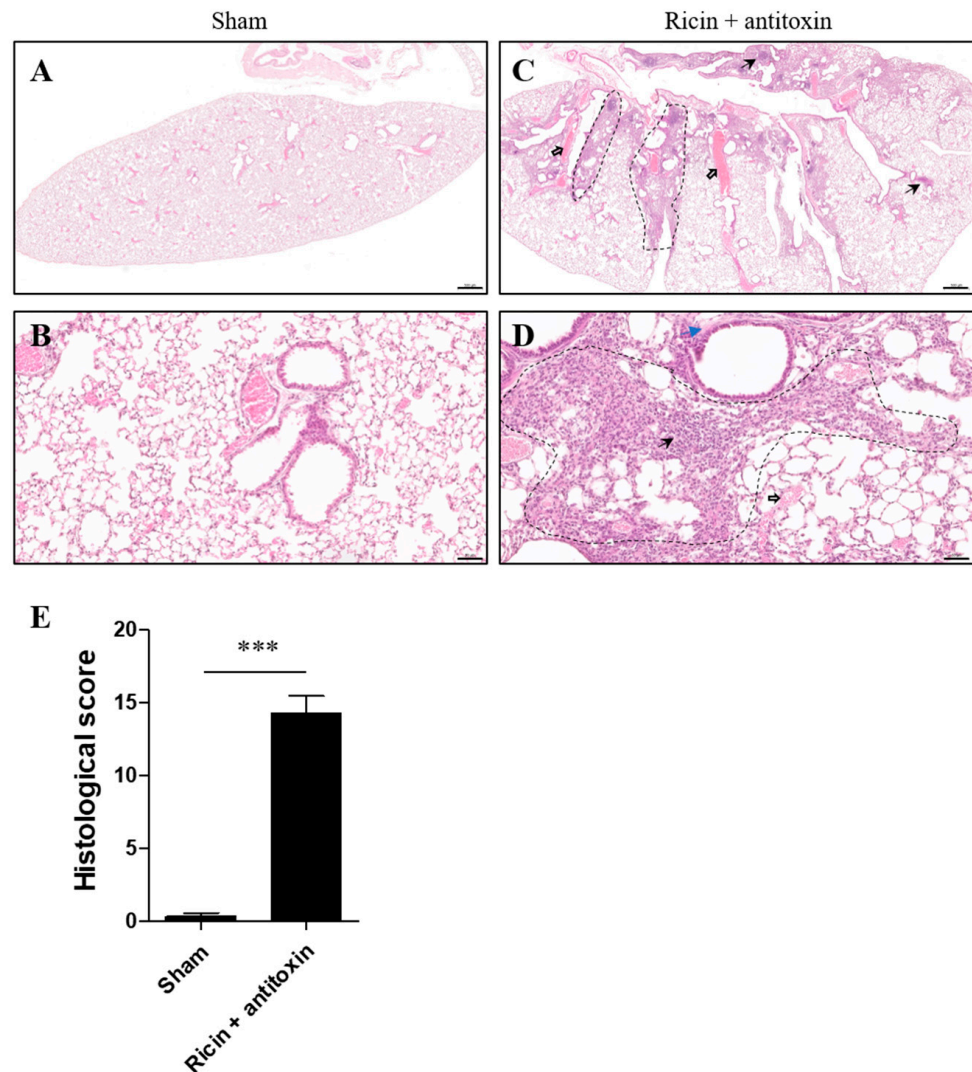 Sham
Ricin + antitoxin
A
C
B
D
E
Histological score
20
15
10
5
0
***
Sham
Ricin + antitoxin